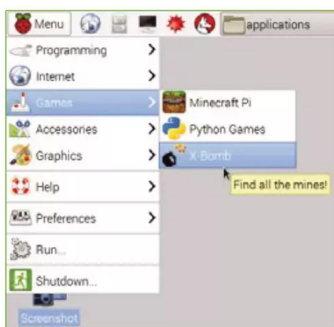 Menu
applications
Programming
Internet
Games
Minecraft Pi
Accessories
Python Games
Graphics
X-Bomb
Help
Find all the mines!
Preferences
Run...
Shutdown...
Screenshot